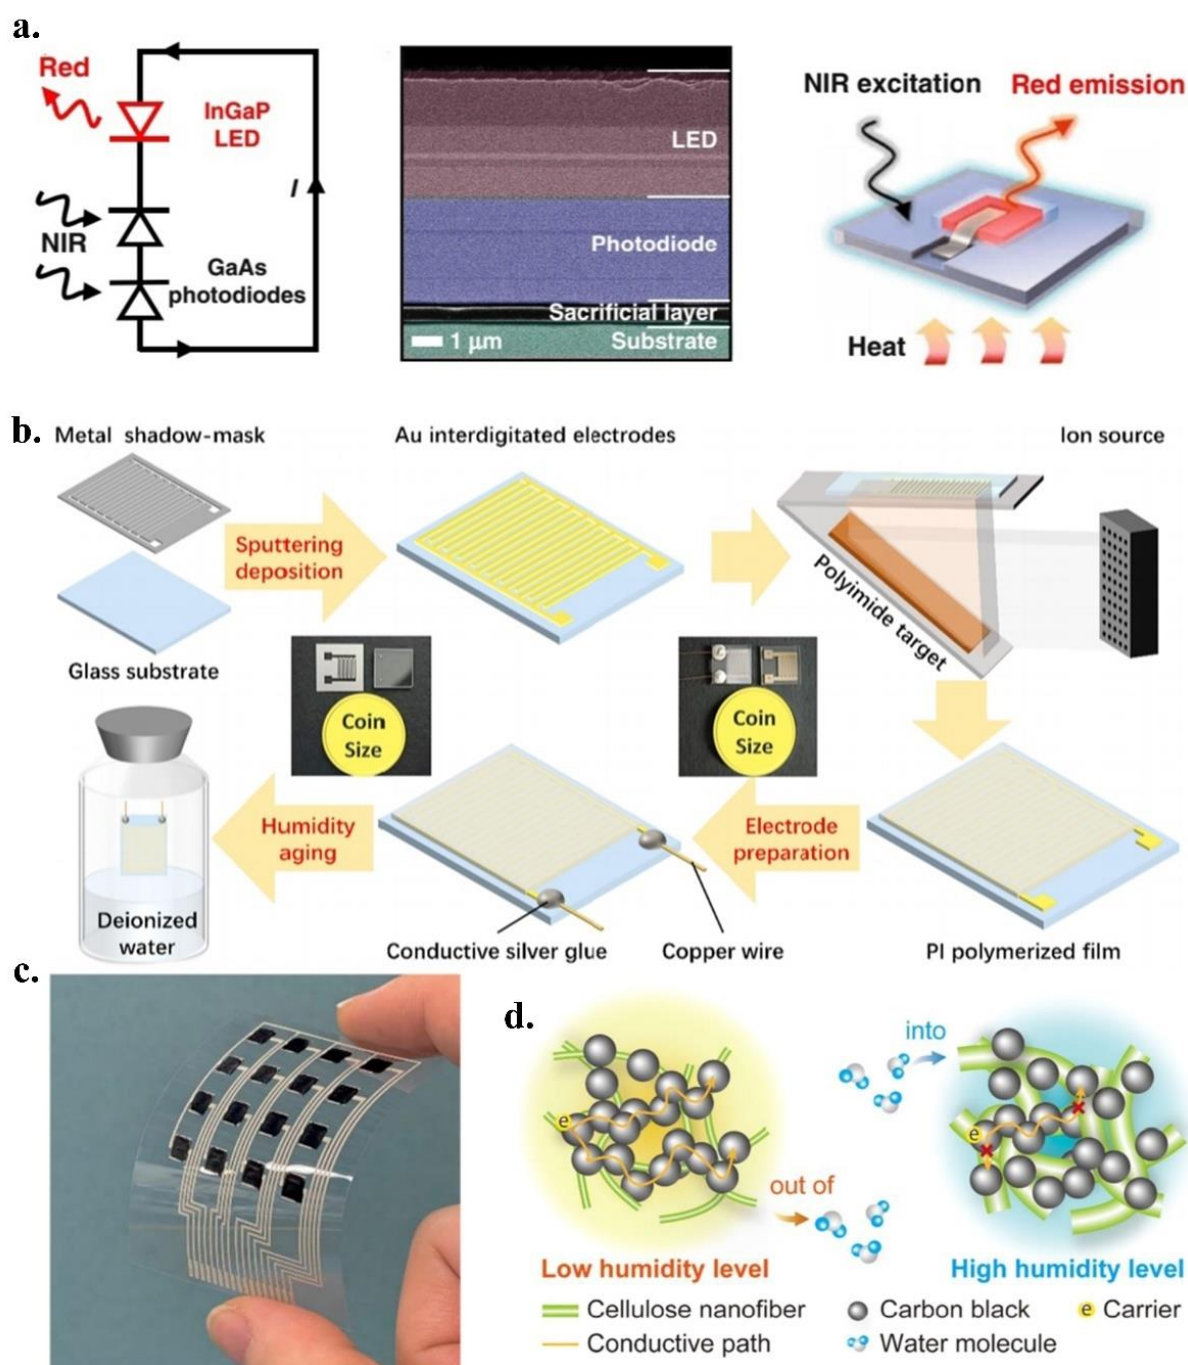 a.
Red
InGaP
LED
I
NIR
GaAs
photodiodes
LED
Photodiode
Sacrificial layer
1 μm
Substrate
NIR excitation
Red emission
Heat
b.
Metal shadow-mask
Au interdigitated electrodes
Ion source
Sputtering
deposition
Polyimide target
Glass substrate
Coin
Size
Coin
Size
Humidity
aging
Electrode
preparation
Deionized
water
Conductive silver glue
Copper wire
PI polymerized film
c.
d.
into
e
e
out of
Low humidity level
High humidity level
Cellulose nanofiber
Carbon black
e Carrier
Conductive path
Water molecule